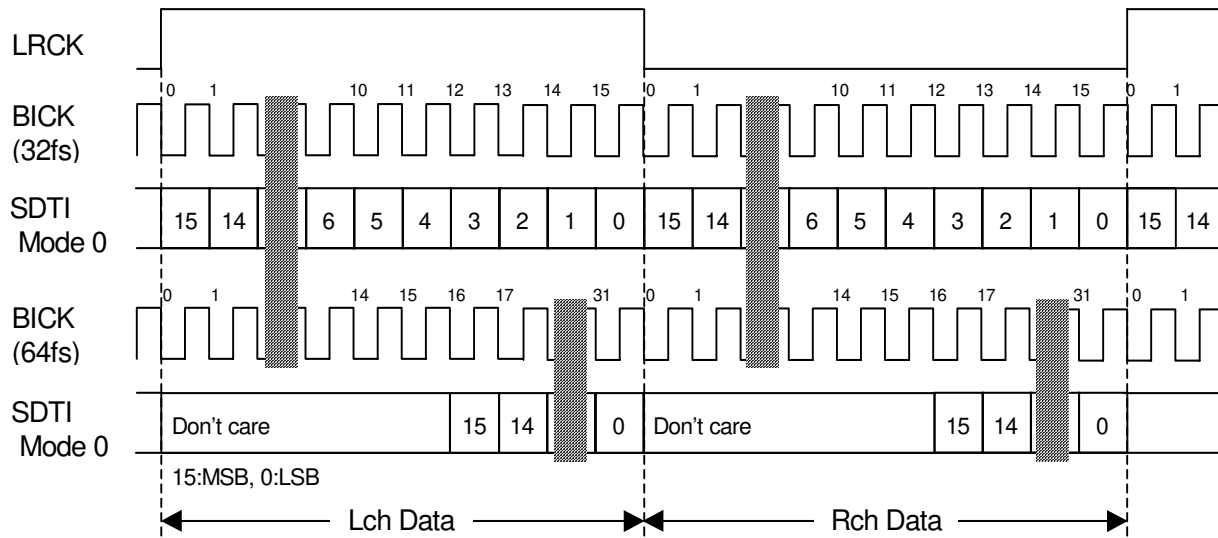 LRCK
0 1 10 11 12 13 14 15 0 1 10 11 12 13 14 15 0 1
BICK
(32fs)
SDTI
Mode 0
15 14 6 5 4 3 2 1 0 15 14 6 5 4 3 2 1 0 15 14
0 1 14 15 16 17 31 0 1 14 15 16 17 31 0 1
BICK
(64fs)
SDTI
Mode 0
Don't care 15 14 0 Don't care 15 14 0
15:MSB, 0:LSB
Lch Data Rch Data